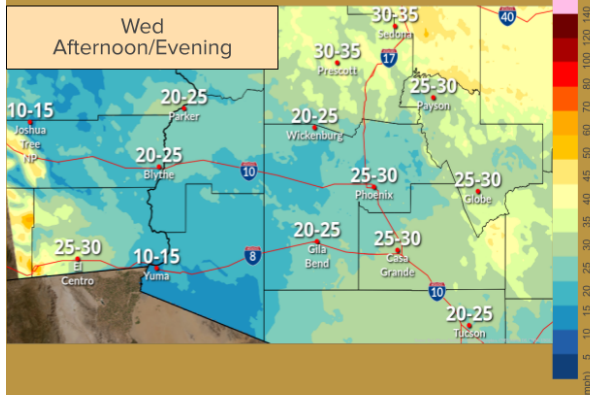 Wed
Afternoon/Evening
30-35
Sedona
40
17
30-35
Prescott
25-30
Payson
10-15
Joshua
Tree
NP
20-25
Parker
20-25
Wickenburg
20-25
Blythe
10
25-30
Phoenix
25-30
Globe
25-30
El
Centro
10-15
Yuma
8
20-25
Gila
Bend
25-30
Casa
Grande
10
20-25
Tucson
140
120
100
80
70
60
50
45
40
35
30
25
20
15
10
5
mph)